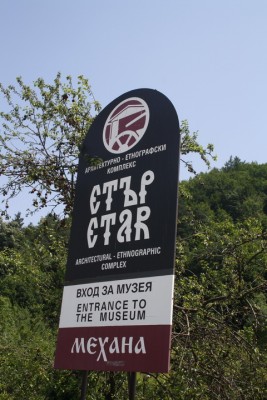 АРХИТЕКТУРНО - ЕТНОГРАФСКИ
КОМПЛЕКС
ЕТЪР
ETAR
ARCHITECTURAL - ETHNOGRAPHIC
COMPLEX
ВХОД ЗА МУЗЕЯ
ENTRANCE TO
THE MUSEUM
МЕХАНА